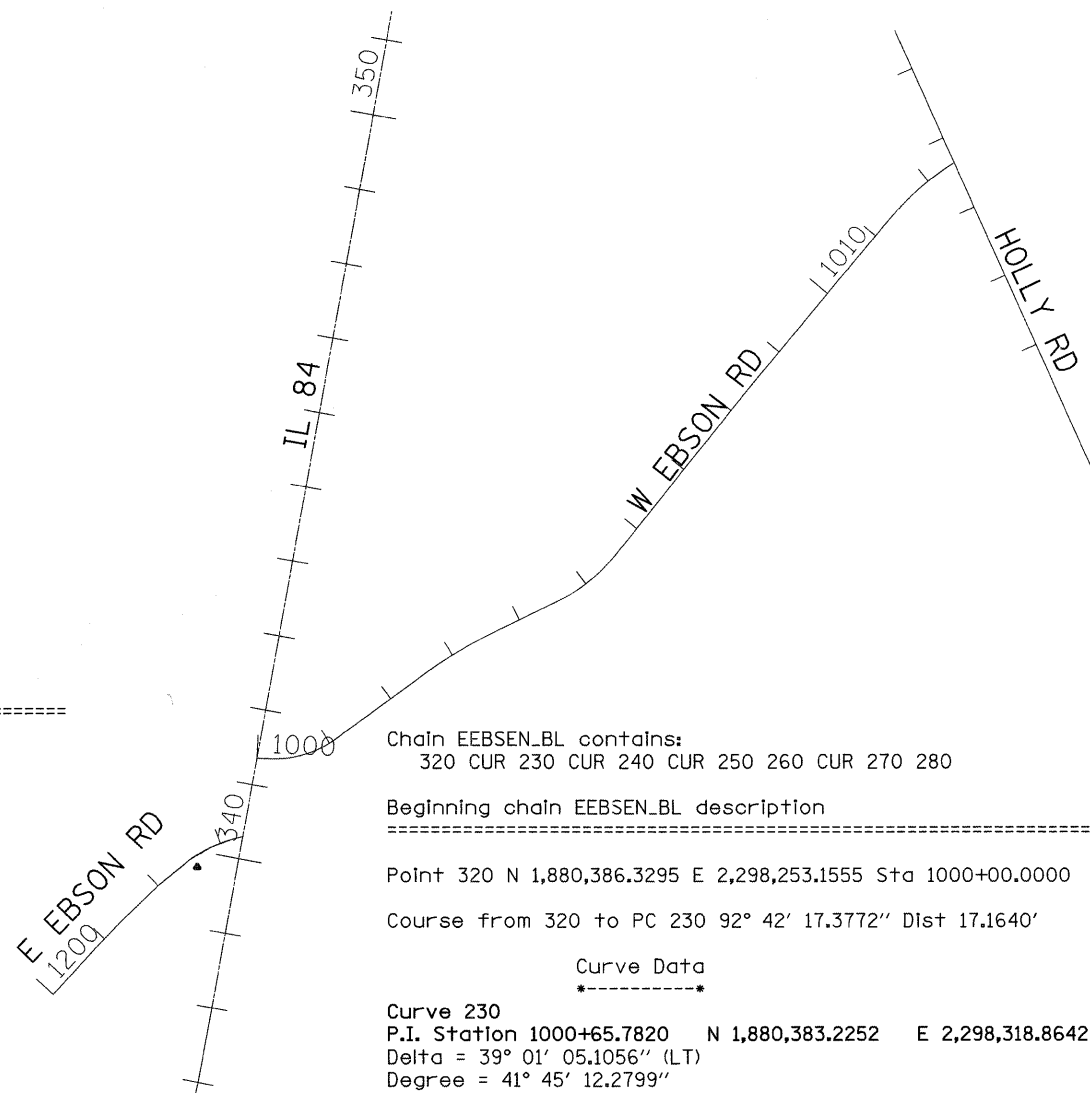 350
HOLLY RD
1010
IL 84
W EBSON RD
=======
1000
340
E EBSON RD
1200
Chain EEBSEN_BL contains:
320 CUR 230 CUR 240 CUR 250 260 CUR 270 280
Beginning chain EEBSEN_BL description
===========================================================================
Point 320 N 1,880,386.3295 E 2,298,253.1555 Sta 1000+00.0000
Course from 320 to PC 230 92° 42' 17.3772" Dist 17.1640'
Curve Data
*----------*
Curve 230
P.I. Station 1000+65.7820 N 1,880,383.2252 E 2,298,318.8642
Delta = 39° 01' 05.1056" (LT)
Degree = 41° 45' 12.2799"